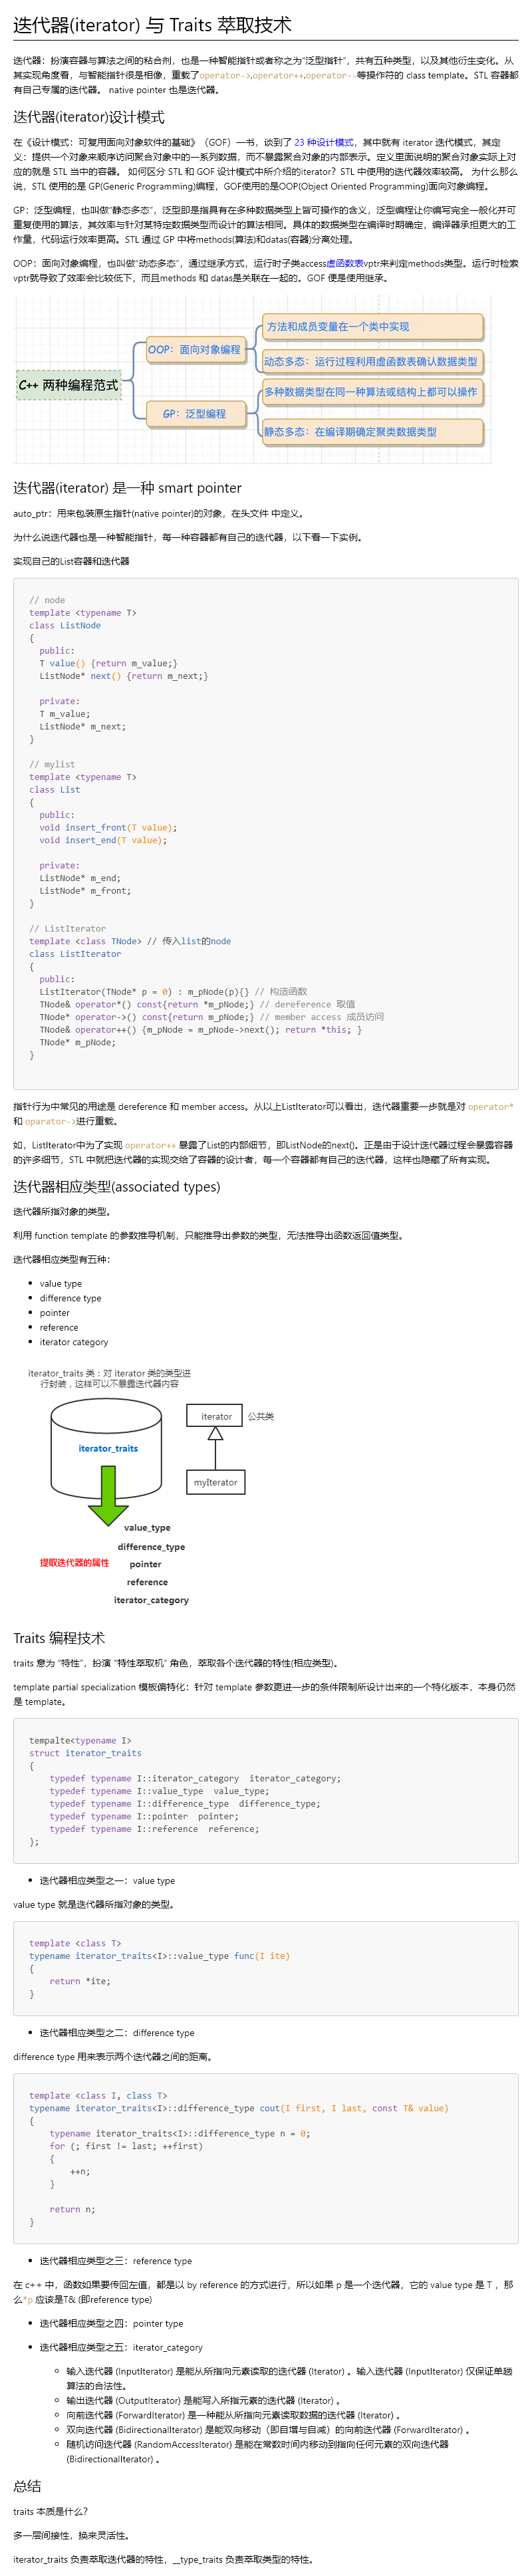 迭代器(iterator) 与 Traits 萃取技术
迭代器：扮演容器与算法之间的粘合剂，也是一种智能指针或者称之为“泛型指针”，共有五种类型，以及其他衍生变化。从
其实现角度看，与智能指针很是相像，重载了operator->,operator++,operator--等操作符的 class template。STL 容器都
有自己专属的迭代器。 native pointer 也是迭代器。
迭代器(iterator)设计模式
在《设计模式：可复用面向对象软件的基础》（GOF）一书，谈到了 23 种设计模式，其中就有 iterator 迭代模式，其定
义：提供一个对象来顺序访问聚合对象中的一系列数据，而不暴露聚合对象的内部表示。定义里面说明的聚合对象实际上对
应的就是 STL 当中的容器。 如何区分 STL 和 GOF 设计模式中所介绍的iterator？STL 中使用的迭代器效率较高。 为什么那么
说，STL 使用的是 GP(Generic Programming)编程，GOF使用的是OOP(Object Oriented Programming)面向对象编程。
GP：泛型编程，也叫做“静态多态”，泛型即是指具有在多种数据类型上皆可操作的含义，泛型编程让你编写完全一般化并可
重复使用的算法，其效率与针对某特定数据类型而设计的算法相同。具体的数据类型在编译时期确定，编译器承担更大的工
作量，代码运行效率更高。STL 通过 GP 中将methods(算法)和datas(容器)分离处理。
OOP：面向对象编程，也叫做“动态多态”，通过继承方式，运行时子类access虚函数表vptr来判定methods类型。运行时检索
vptr就导致了效率会比较低下，而且methods 和 datas是关联在一起的。GOF 便是使用继承。
C++ 两种编程范式
OOP：面向对象编程
方法和成员变量在一个类中实现
动态多态：运行过程利用虚函数表确认数据类型
GP：泛型编程
多种数据类型在同一种算法或结构上都可以操作
静态多态：在编译期确定聚类数据类型
迭代器(iterator) 是一种 smart pointer
auto_ptr：用来包装原生指针(native pointer)的对象，在头文件 中定义。
为什么说迭代器也是一种智能指针，每一种容器都有自己的迭代器，以下看一下实例。
实现自己的List容器和迭代器
// node
template <typename T>
class ListNode
{
public:
T value() {return m_value;}
ListNode* next() {return m_next;}
private:
T m_value;
ListNode* m_next;
}
// mylist
template <typename T>
class List
{
public:
void insert_front(T value);
void insert_end(T value);
private:
ListNode* m_end;
ListNode* m_front;
}
// ListIterator
template <class TNode> // 传入list的node
class ListIterator
{
public:
ListIterator(TNode* p = 0) : m_pNode(p){} // 构造函数
TNode& operator*() const{return *m_pNode;} // dereference 取值
TNode* operator->() const{return m_pNode;} // member access 成员访问
TNode& operator++() {m_pNode = m_pNode->next(); return *this; }
TNode* m_pNode;
}
指针行为中常见的用途是 dereference 和 member access。从以上ListIterator可以看出，迭代器重要一步就是对 operator*
和 oparator->进行重载。
如，ListIterator中为了实现 operator++ 暴露了List的内部细节，即ListNode的next()。正是由于设计迭代器过程会暴露容器
的许多细节，STL 中就把迭代器的实现交给了容器的设计者，每一个容器都有自己的迭代器，这样也隐藏了所有实现。
迭代器相应类型(associated types)
迭代器所指对象的类型。
利用 function template 的参数推导机制，只能推导出参数的类型，无法推导出函数返回值类型。
迭代器相应类型有五种：
• value type
• difference type
• pointer
• reference
• iterator category
iterator_traits 类：对 iterator 类的类型进
行封装，这样可以不暴露迭代器内容
iterator 公共类
iterator_traits
myIterator
value_type
difference_type
提取迭代器的属性 pointer
reference
iterator_category
Traits 编程技术
traits 意为 “特性”，扮演 “特性萃取机” 角色，萃取各个迭代器的特性(相应类型)。
template partial specialization 模板偏特化：针对 template 参数更进一步的条件限制所设计出来的一个特化版本，本身仍然
是 template。
tempalte<typename I>
struct iterator_traits
{
typedef typename I::iterator_category iterator_category;
typedef typename I::value_type value_type;
typedef typename I::difference_type difference_type;
typedef typename I::pointer pointer;
typedef typename I::reference reference;
};
• 迭代器相应类型之一：value type
value type 就是迭代器所指对象的类型。
template <class T>
typename iterator_traits<I>::value_type func(I ite)
{
return *ite;
}
• 迭代器相应类型之二：difference type
difference type 用来表示两个迭代器之间的距离。
template <class I, class T>
typename iterator_traits<I>::difference_type cout(I first, I last, const T& value)
{
typename iterator_traits<I>::difference_type n = 0;
for (; first != last; ++first)
{
++n;
}
return n;
}
• 迭代器相应类型之三：reference type
在 c++ 中，函数如果要传回左值，都是以 by reference 的方式进行，所以如果 p 是一个迭代器，它的 value type 是 T ，那
么*p 应该是T& (即reference type)
• 迭代器相应类型之四：pointer type
• 迭代器相应类型之五：iterator_category
○ 输入迭代器 (InputIterator) 是能从所指向元素读取的迭代器 (Iterator) 。输入迭代器 (InputIterator) 仅保证单趟
算法的合法性。
○ 输出迭代器 (OutputIterator) 是能写入所指元素的迭代器 (Iterator) 。
○ 向前迭代器 (ForwardIterator) 是一种能从所指向元素读取数据的迭代器 (Iterator) 。
○ 双向迭代器 (BidirectionalIterator) 是能双向移动（即自增与自减）的向前迭代器 (ForwardIterator) 。
○ 随机访问迭代器 (RandomAccessIterator) 是能在常数时间内移动到指向任何元素的双向迭代器
(BidirectionalIterator) 。
总结
traits 本质是什么？
多一层间接性，换来灵活性。
iterator_traits 负责萃取迭代器的特性，__type_traits 负责萃取类型的特性。